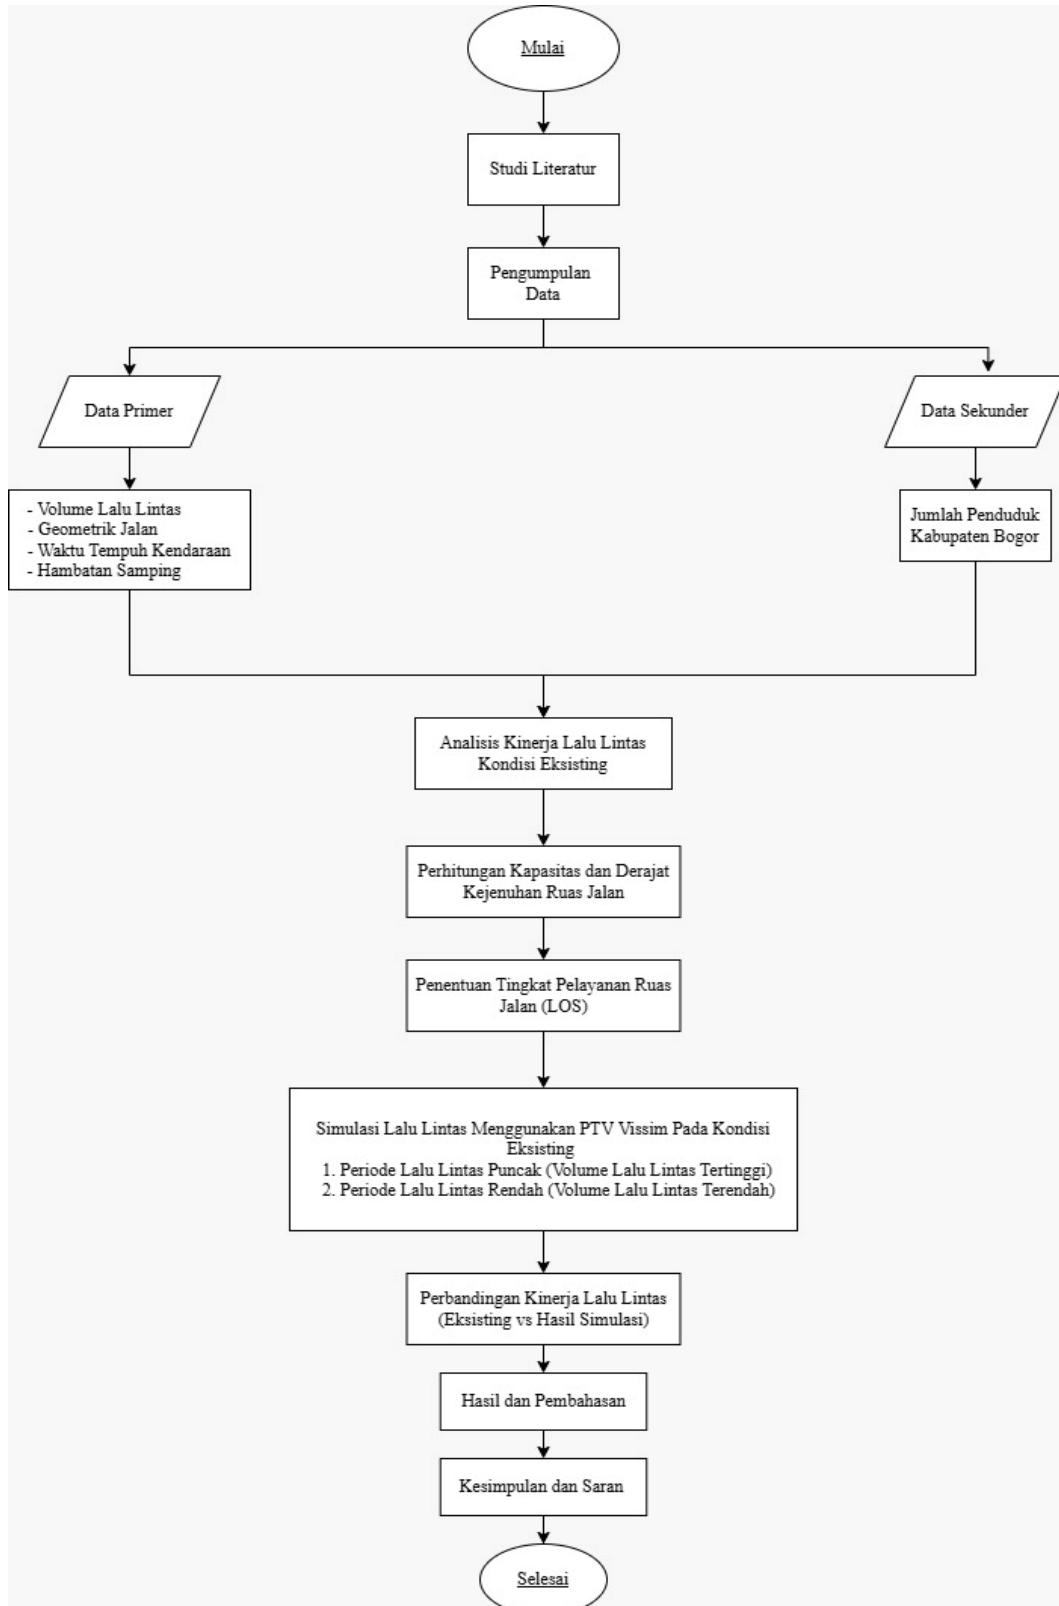 Mulai
Studi Literatur
Pengumpulan
Data
Data Primer
Data Sekunder
- Volume Lalu Lintas
- Geometrik Jalan
- Waktu Tempuh Kendaraan
- Hambatan Samping
Jumlah Penduduk
Kabupaten Bogor
Analisis Kinerja Lalu Lintas
Kondisi Eksisting
Perhitungan Kapasitas dan Derajat
Kejenuhan Ruas Jalan
Penentuan Tingkat Pelayanan Ruas
Jalan (LOS)
Simulasi Lalu Lintas Menggunakan PTV Vissim Pada Kondisi
Eksisting
1. Periode Lalu Lintas Puncak (Volume Lalu Lintas Tertinggi)
2. Periode Lalu Lintas Rendah (Volume Lalu Lintas Terendah)
Perbandingan Kinerja Lalu Lintas
(Eksisting vs Hasil Simulasi)
Hasil dan Pembahasan
Kesimpulan dan Saran
Selesai